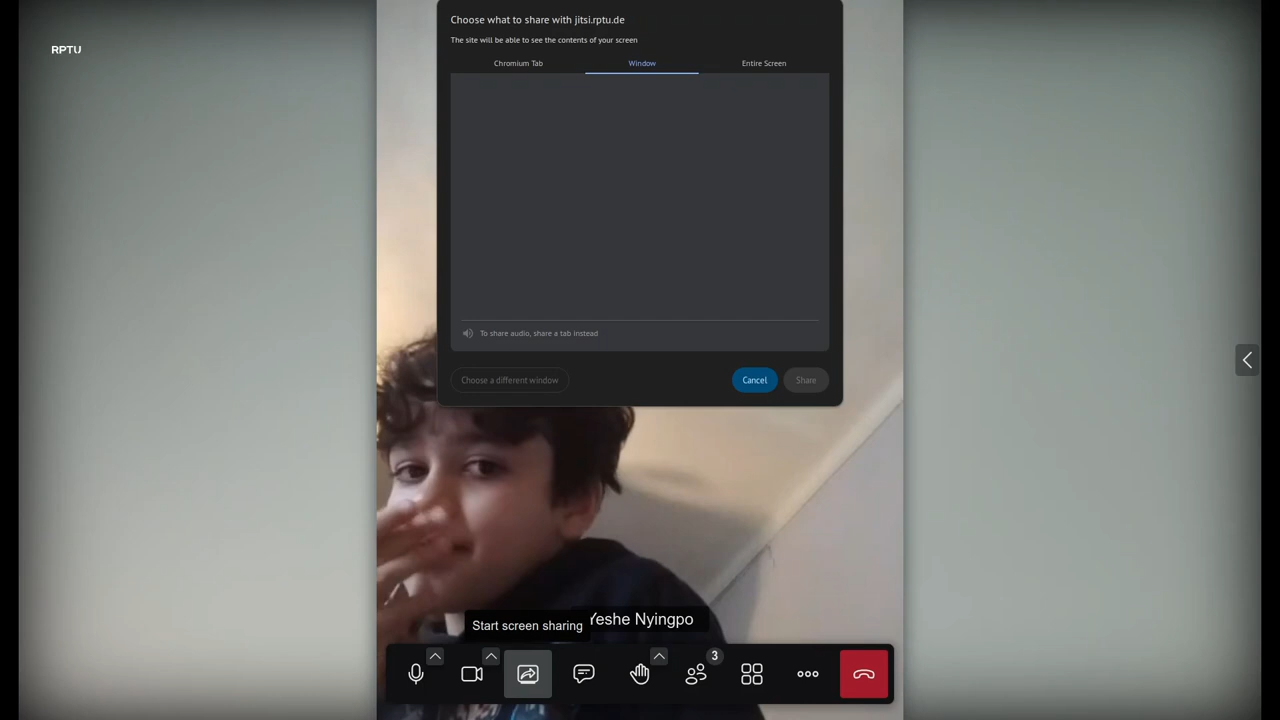 Choose what to share with jitsi.rptu.de
RPTU
The site will be able to see the contents of your screen
Chromium Tab
Window
Entire Screen
To share audio, share a tab instead
Choose a different window
Cancel
Share
Start screen sharing
Yeshe Nyingpo
3